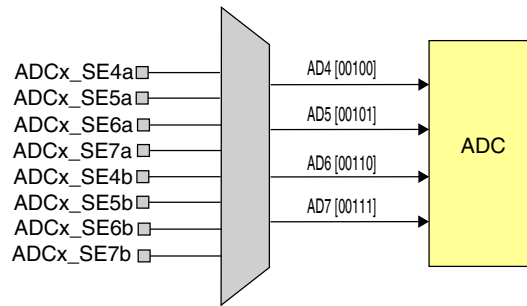 ADCx_SE4a
ADCx_SE5a
ADCx_SE6a
ADCx_SE7a
ADCx_SE4b
ADCx_SE5b
ADCx_SE6b
ADCx_SE7b
AD4 [00100]
AD5 [00101]
AD6 [00110]
AD7 [00111]
ADC